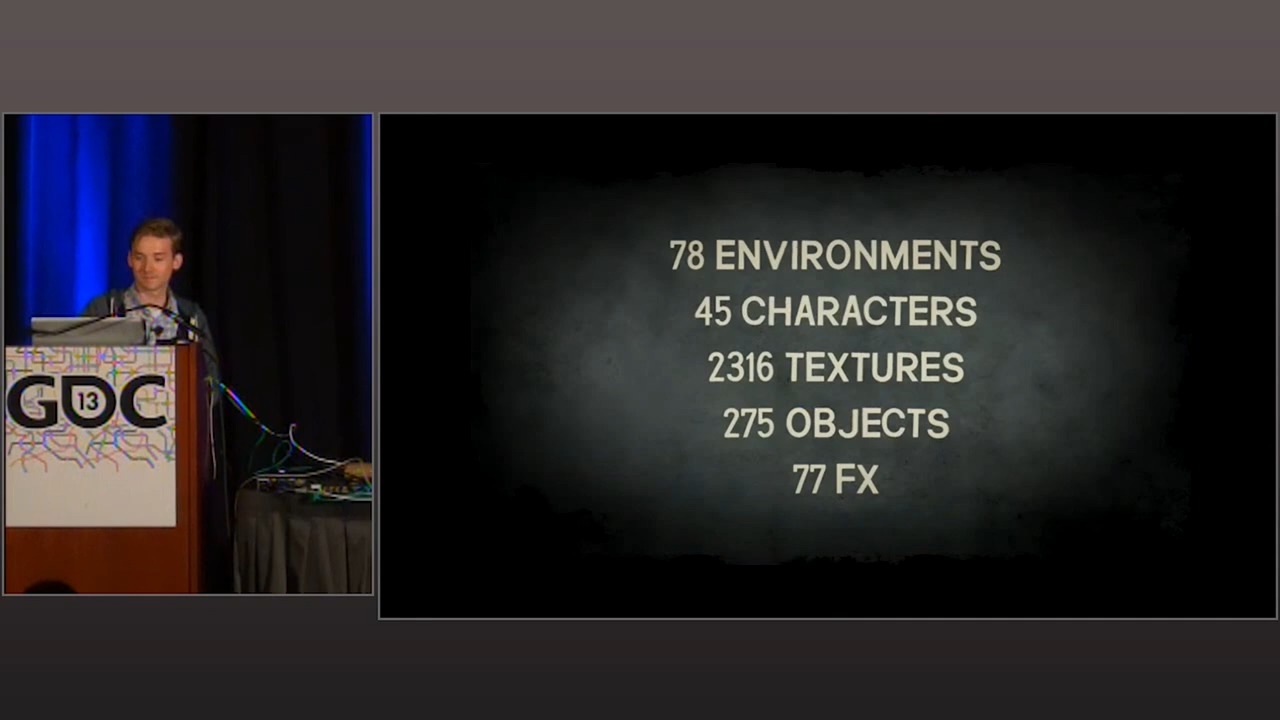 GDC
13
78 ENVIRONMENTS
45 CHARACTERS
2316 TEXTURES
275 OBJECTS
77 FX